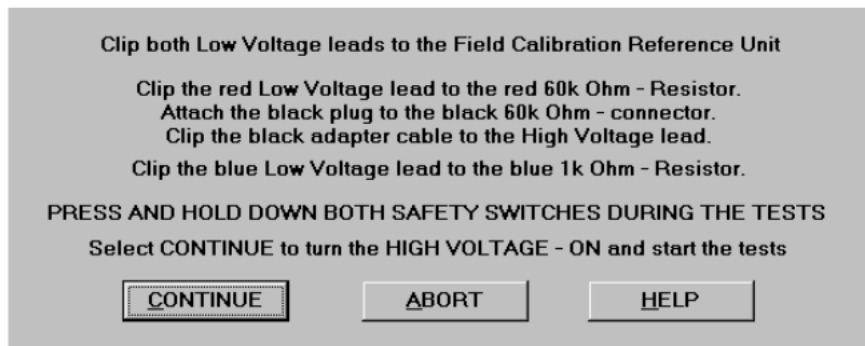 Clip both Low Voltage leads to the Field Calibration Reference Unit
Clip the red Low Voltage lead to the red 60k Ohm - Resistor.
Attach the black plug to the black 60k Ohm - connector.
Clip the black adapter cable to the High Voltage lead.
Clip the blue Low Voltage lead to the blue 1k Ohm - Resistor.
PRESS AND HOLD DOWN BOTH SAFETY SWITCHES DURING THE TESTS
Select CONTINUE to turn the HIGH VOLTAGE - ON and start the tests
CONTINUE ABORT HELP